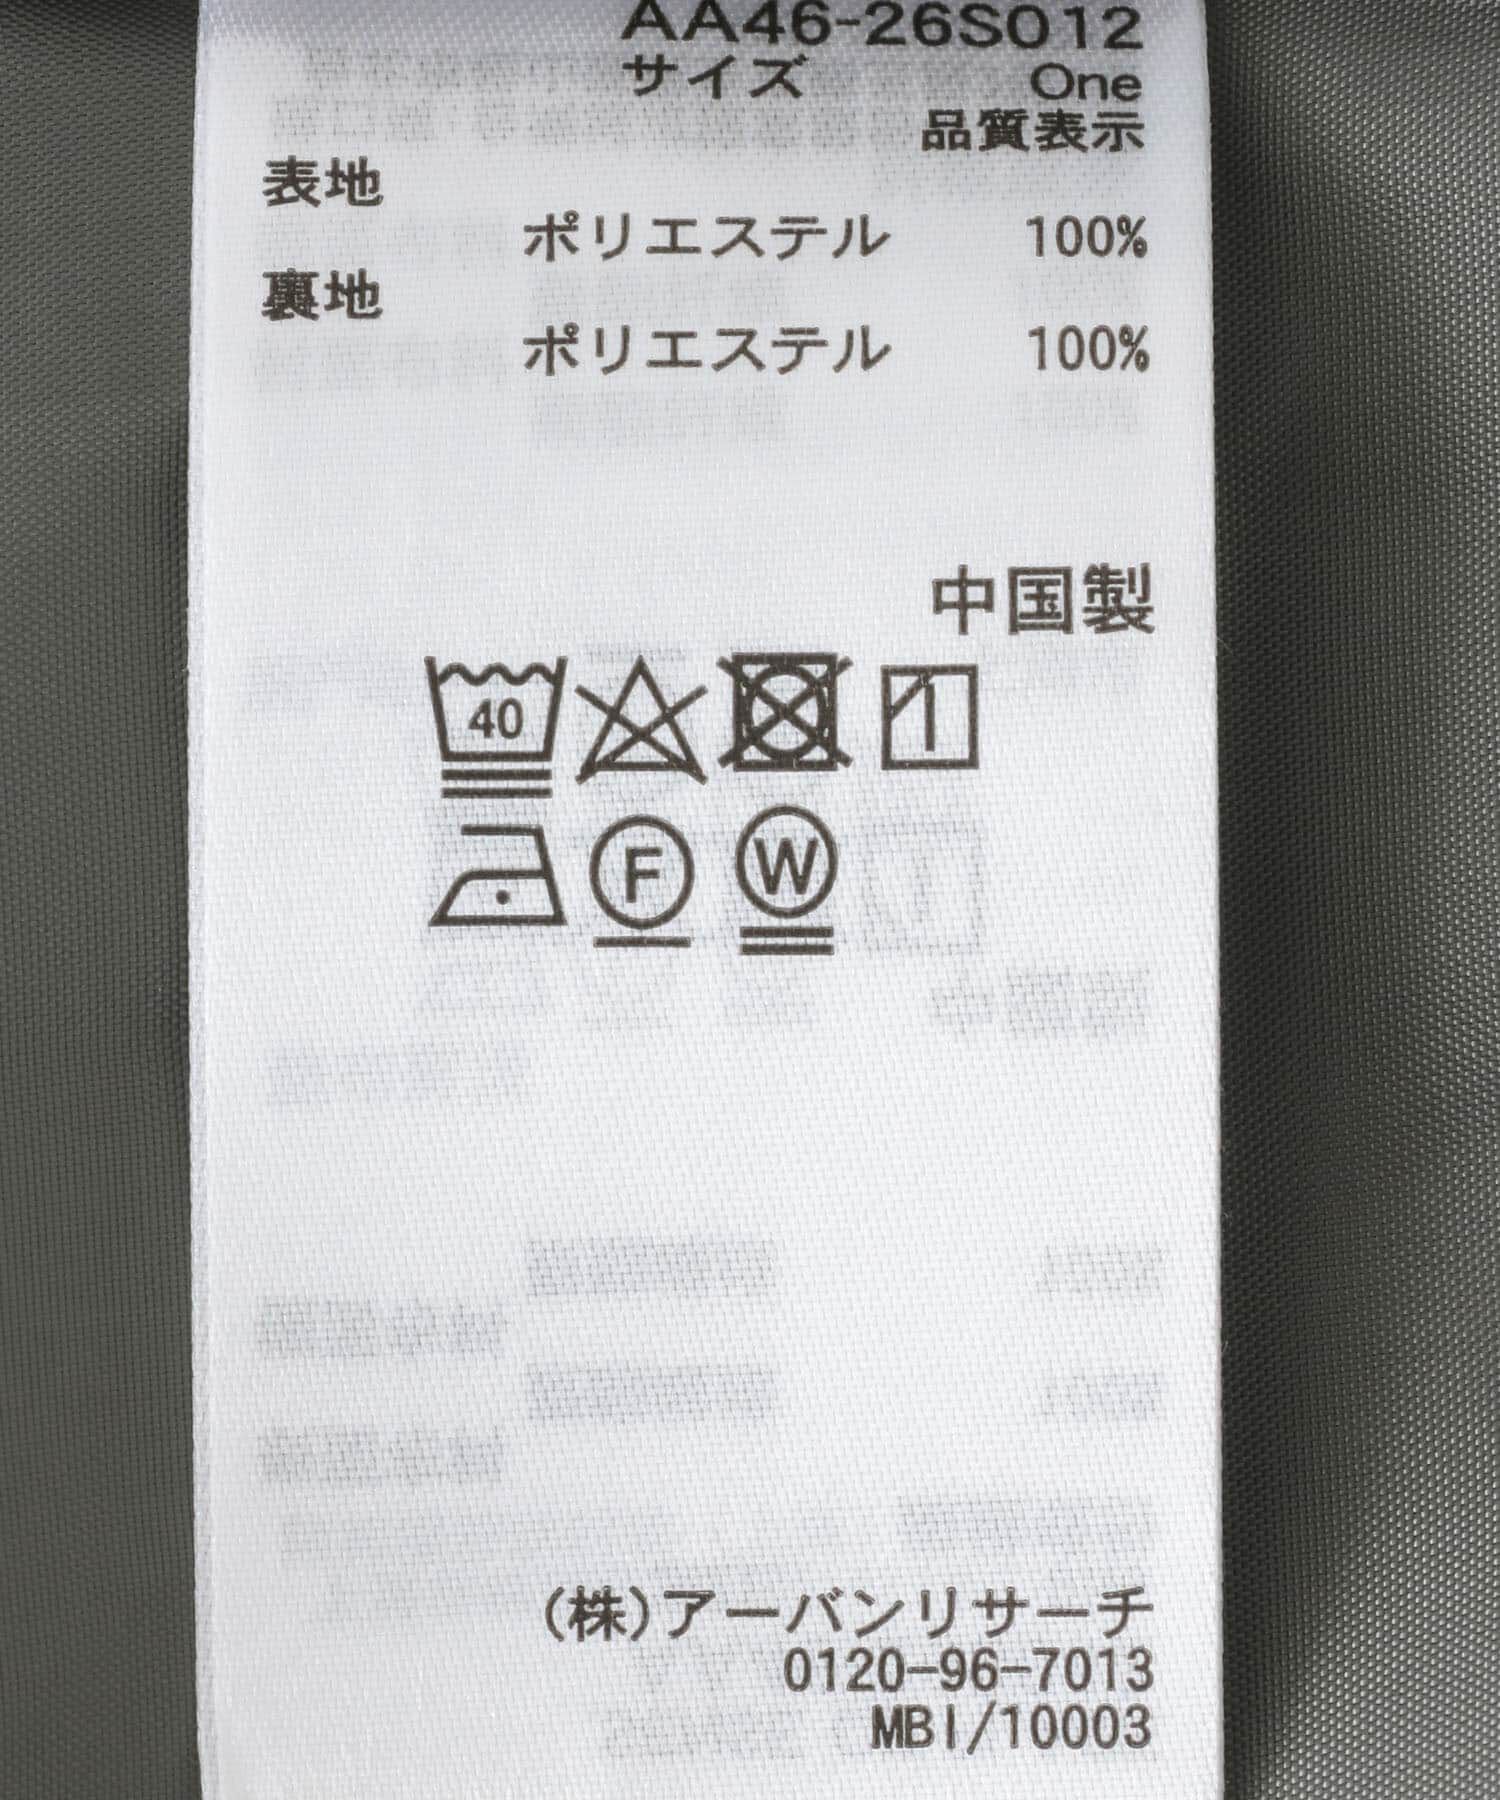 AA46-26S012
サイズ One
品質表示
表地
ポリエステル 100%
裏地
ポリエステル 100%
中国製
40
F W
(株)アーバンリサーチ
0120-96-7013
MBI/10003